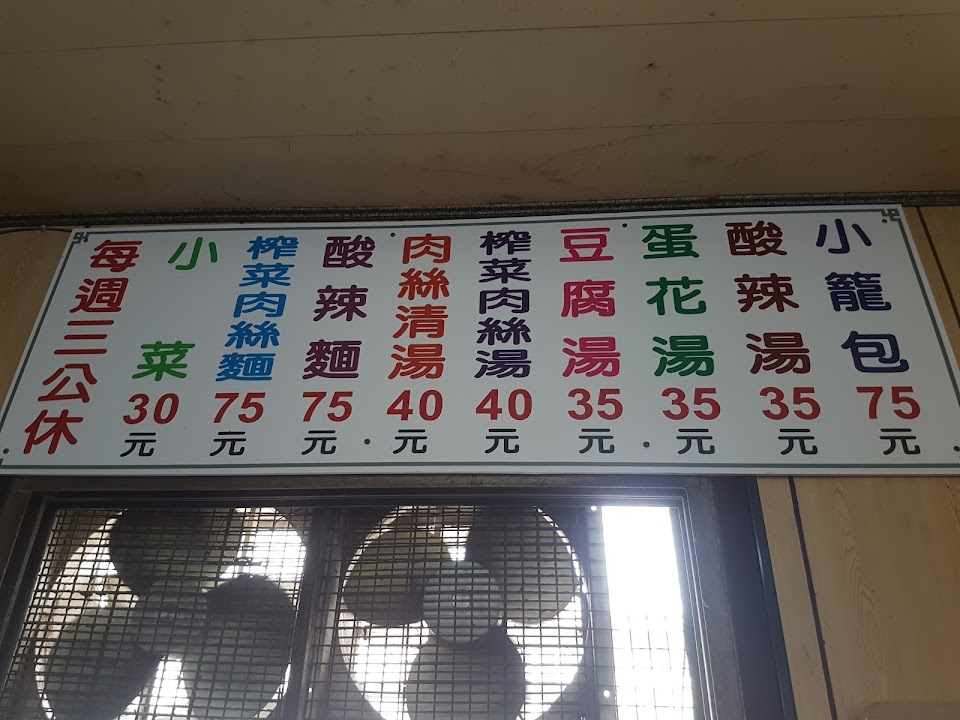 小籠包 75元
酸辣湯 35元
蛋花湯 35元
豆腐湯 35元
榨菜肉絲湯 40元
肉絲清湯 40元
酸辣麵 75元
榨菜肉絲麵 75元
小菜 30元
每週三公休